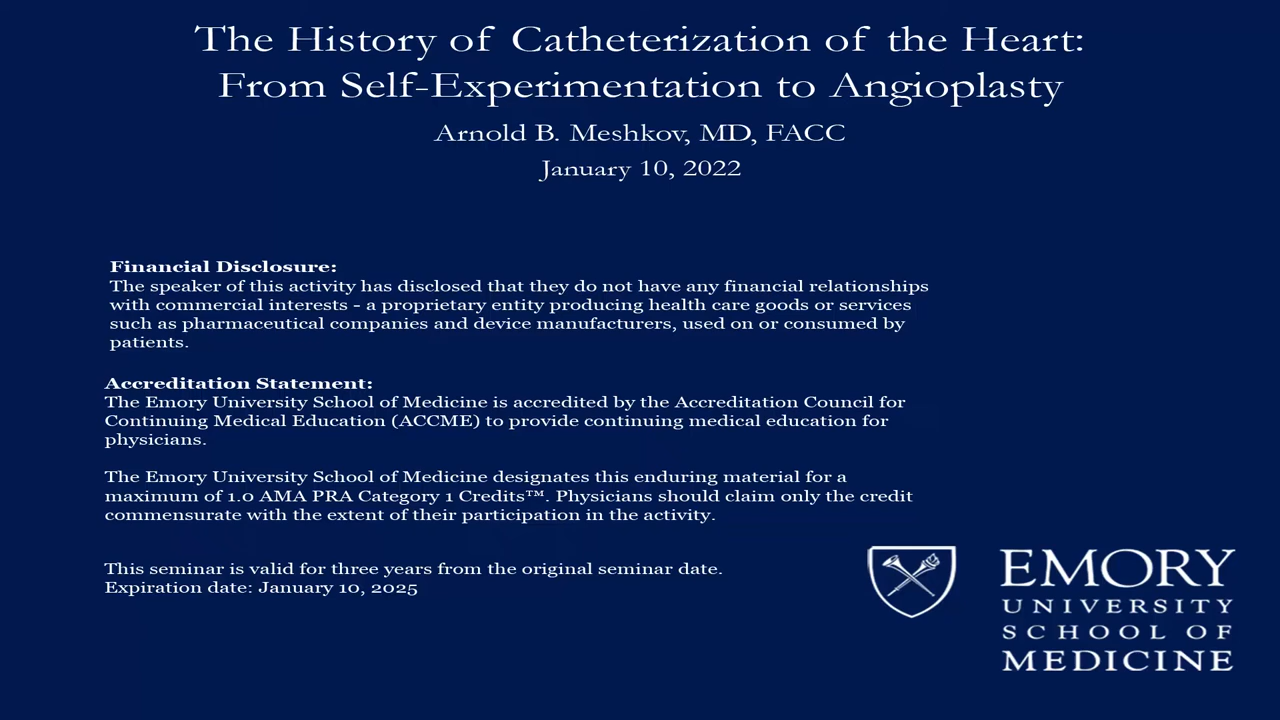 The History of Catheterization of the Heart:
From Self-Experimentation to Angioplasty
Arnold B. Meshkov, MD, FACC
January 10, 2022
Financial Disclosure:
The speaker of this activity has disclosed that they do not have any financial relationships
with commercial interests - a proprietary entity producing health care goods or services
such as pharmaceutical companies and device manufacturers, used on or consumed by
patients.
Accreditation Statement:
The Emory University School of Medicine is accredited by the Accreditation Council for
Continuing Medical Education (ACCME) to provide continuing medical education for
physicians.
The Emory University School of Medicine designates this enduring material for a
maximum of 1.0 AMA PRA Category 1 Credits™. Physicians should claim only the credit
commensurate with the extent of their participation in the activity.
This seminar is valid for three years from the original seminar date.
Expiration date: January 10, 2025
EMORY
UNIVERSITY
SCHOOL OF
MEDICINE